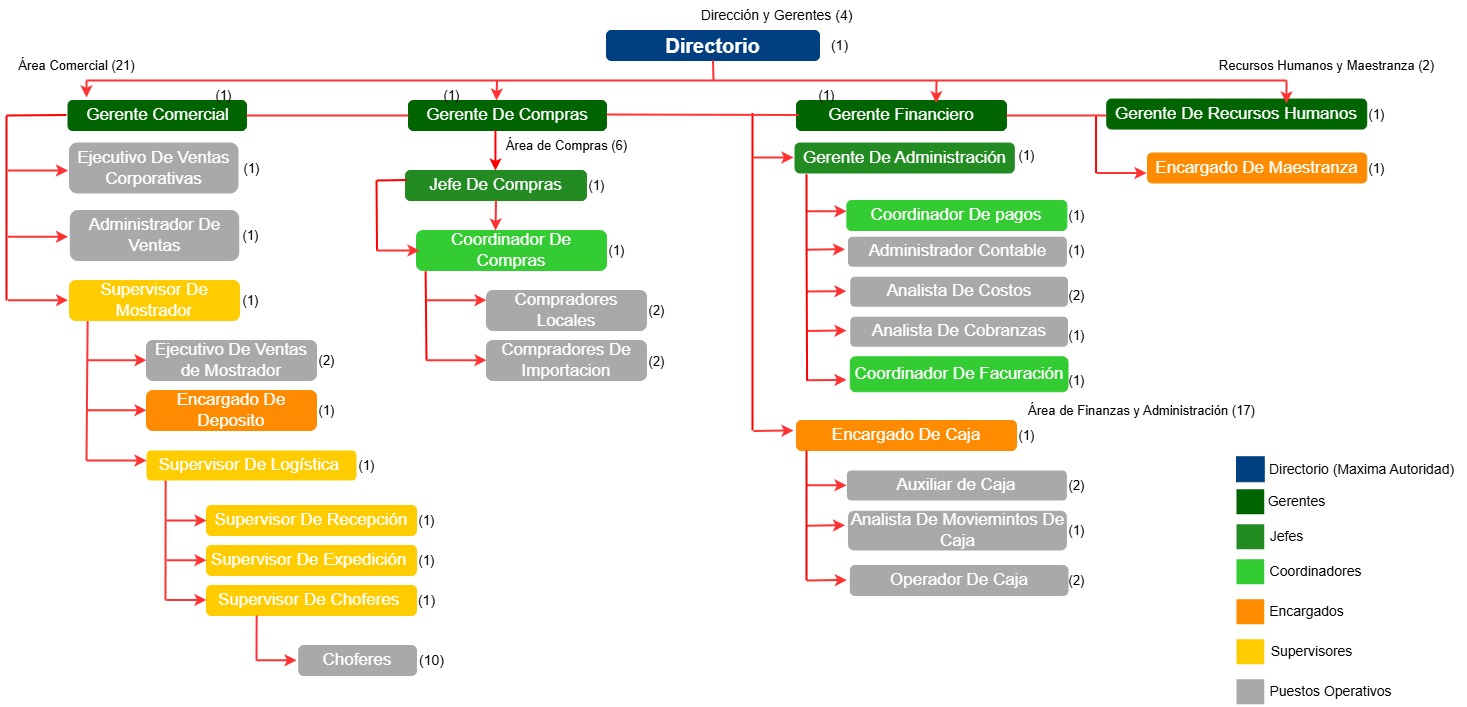 Dirección y Gerentes (4)
Directorio
(1)
Área Comercial (21)
Recursos Humanos y Maestranza (2)
(1)
Gerente Comercial
(1)
Gerente De Compras
(1)
Gerente Financiero
Gerente De Recursos Humanos
(1)
Ejecutivo De Ventas
Corporativas
(1)
Administrador De
Ventas
(1)
Supervisor De
Mostrador
(1)
Ejecutivo De Ventas
de Mostrador
(2)
Encargado De
Deposito
(1)
Supervisor De Logística
(1)
Supervisor De Recepción
(1)
Supervisor De Expedición
(1)
Supervisor De Choferes
(1)
Choferes
(10)
Área de Compras (6)
Jefe De Compras
(1)
Coordinador De
Compras
(1)
Compradores
Locales
(2)
Compradores De
Importacion
(2)
Gerente De Administración
(1)
Coordinador De pagos
(1)
Administrador Contable
(1)
Analista De Costos
(2)
Analista De Cobranzas
(1)
Coordinador De Facuración
(1)
Área de Finanzas y Administración (17)
Encargado De Caja
(1)
Auxiliar de Caja
(2)
Analista De Moviemintos De
Caja
(1)
Operador De Caja
(2)
Encargado De Maestranza
(1)
Directorio (Maxima Autoridad)
Gerentes
Jefes
Coordinadores
Encargados
Supervisores
Puestos Operativos